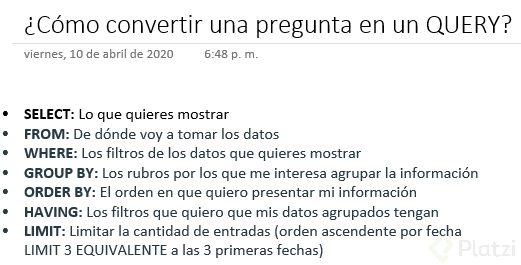 ¿Cómo convertir una pregunta en un QUERY?
viernes, 10 de abril de 2020 6:48 p. m.
• SELECT: Lo que quieres mostrar
• FROM: De dónde voy a tomar los datos
• WHERE: Los filtros de los datos que quieres mostrar
• GROUP BY: Los rubros por los que me interesa agrupar la información
• ORDER BY: El orden en que quiero presentar mi información
• HAVING: Los filtros que quiero que mis datos agrupados tengan
• LIMIT: Limitar la cantidad de entradas (orden ascendente por fecha
LIMIT 3 EQUIVALENTE a las 3 primeras fechas)
Platzi